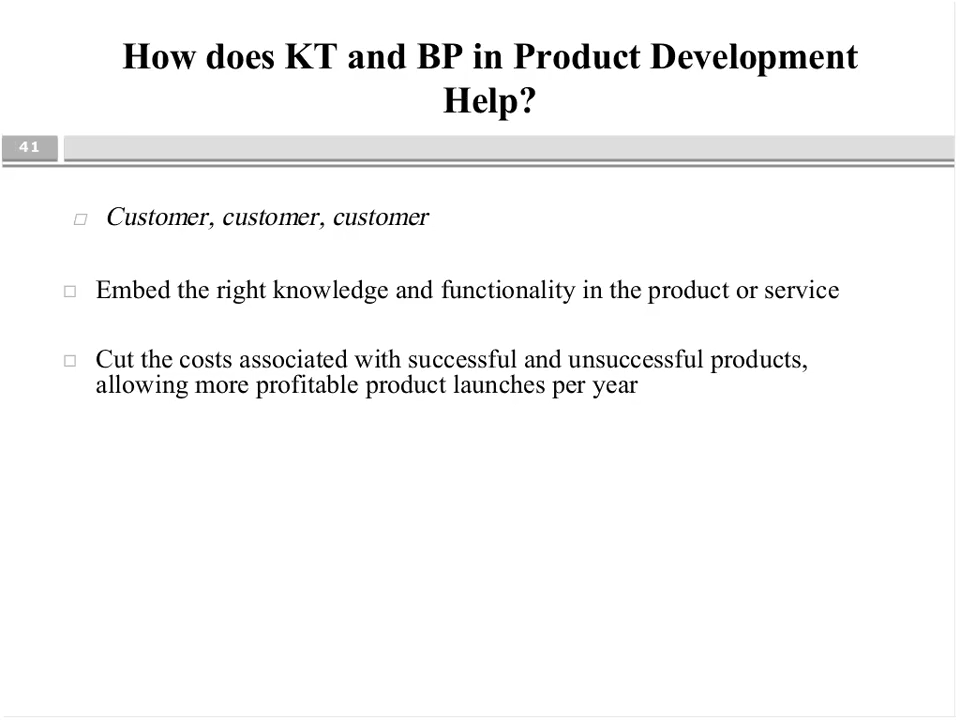 How does KT and BP in Product Development
Help?
41
Customer, customer, customer
Embed the right knowledge and functionality in the product or service
Cut the costs associated with successful and unsuccessful products,
allowing more profitable product launches per year